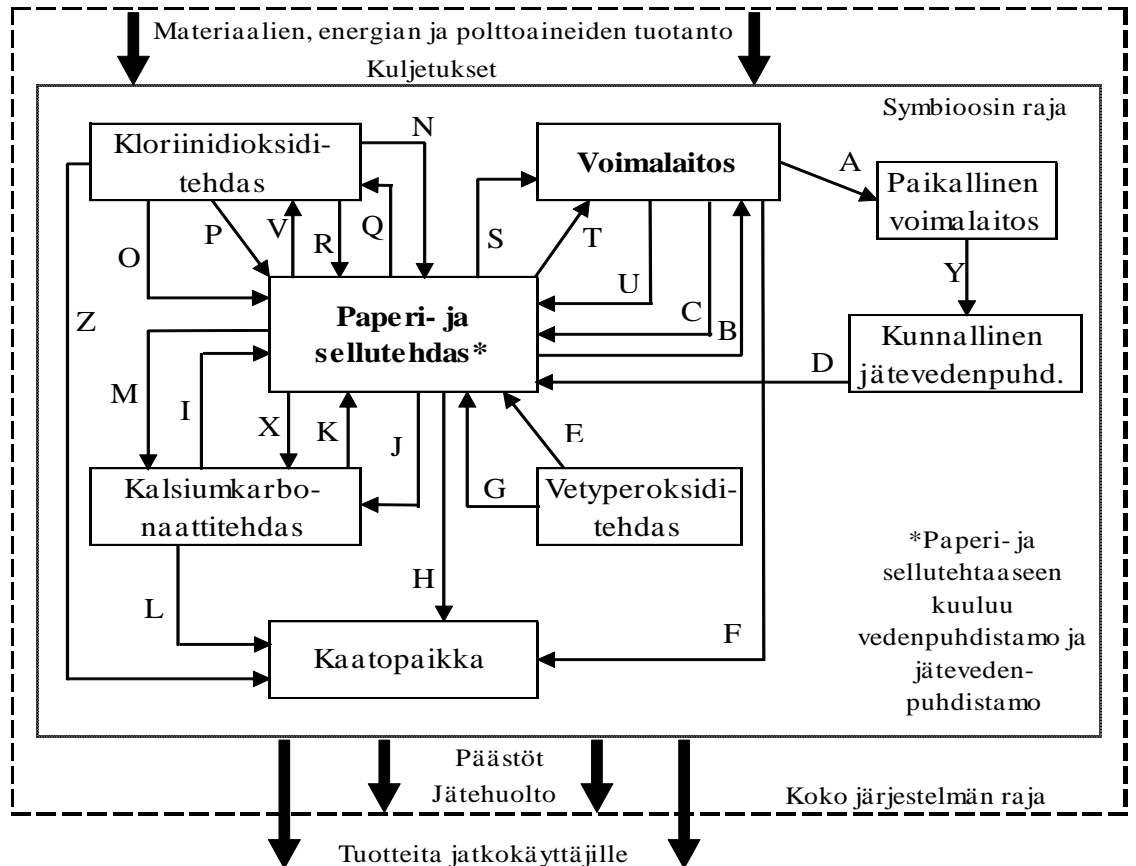 Materiaalien, energian ja polttoaineiden tuotanto
Kuljetukset
Symbioosin raja
N
Kloriinidioksidi-
tehdas
Voimalaitos
A
Paikallinen
voimalaitos
P
V
R
Q
S
T
O
U
Y
Z
C
B
Paperi- ja
sellutehdas*
Kunnallinen
jätevedenpuhd.
D
M
I
X
K
J
E
G
Kalsiumkarbo-
naattitehdas
Vetyperoksidi-
tehdas
*Paperi- ja
sellutehtaaseen
kuuluu
vedenpuhdistamo ja
jäteveden-
puhdistamo
H
L
F
Kaatopaikka
Päästöt
Jätehuolto
Koko järjestelmän raja
Tuotteita jatkokäyttäjille